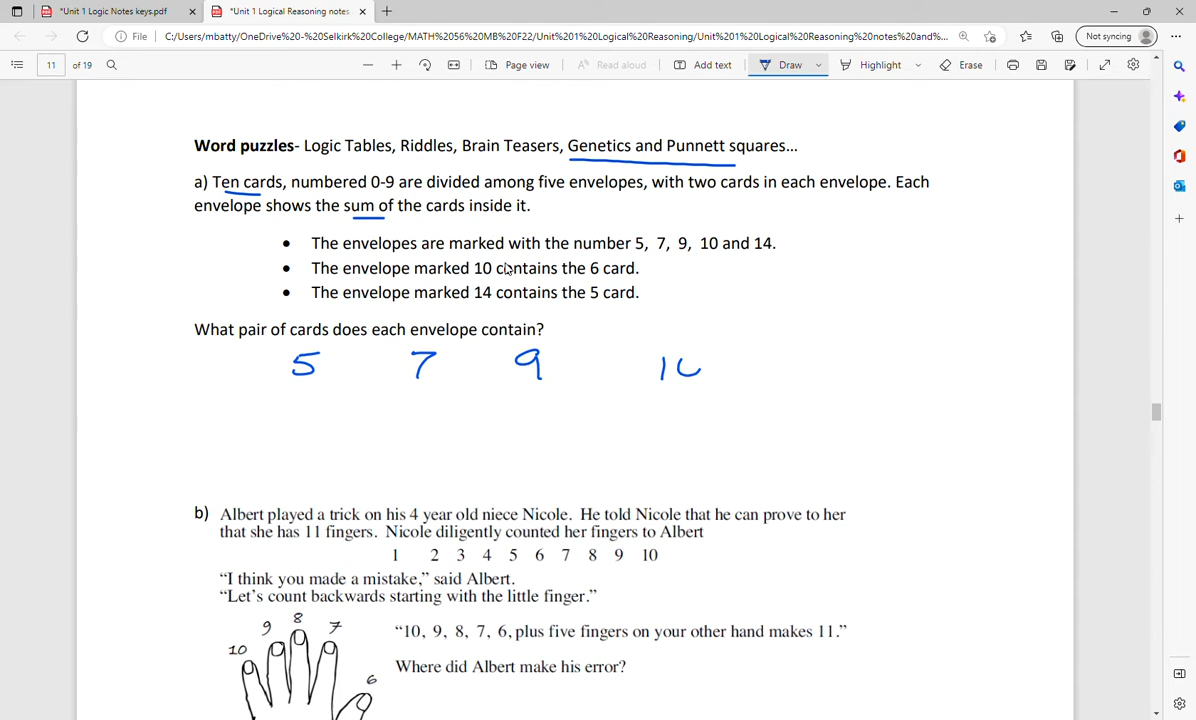 *Unit 1 Logic Notes keys.pdf
*Unit 1 Logical Reasoning notes
File
C:/Users/mbatty/OneDrive%20-%20Selkirk%20College/MATH%2056%20MB%20F22/Unit%201%20Logical%20Reasoning/Unit%201%20Logical%20Reasoning%20notes%20and%...
Not syncing
11 of 19
Page view
Read aloud
Add text
Draw
Highlight
Erase
Word puzzles- Logic Tables, Riddles, Brain Teasers, Genetics and Punnett squares...
a) Ten cards, numbered 0-9 are divided among five envelopes, with two cards in each envelope. Each
envelope shows the sum of the cards inside it.
• The envelopes are marked with the number 5, 7, 9, 10 and 14.
• The envelope marked 10 contains the 6 card.
• The envelope marked 14 contains the 5 card.
What pair of cards does each envelope contain?
5 7 9 10
b) Albert played a trick on his 4 year old niece Nicole. He told Nicole that he can prove to her
that she has 11 fingers. Nicole diligently counted her fingers to Albert
1 2 3 4 5 6 7 8 9 10
“I think you made a mistake,” said Albert.
“Let’s count backwards starting with the little finger.”
10 9 8 7 6
“10, 9, 8, 7, 6, plus five fingers on your other hand makes 11.”
Where did Albert make his error?